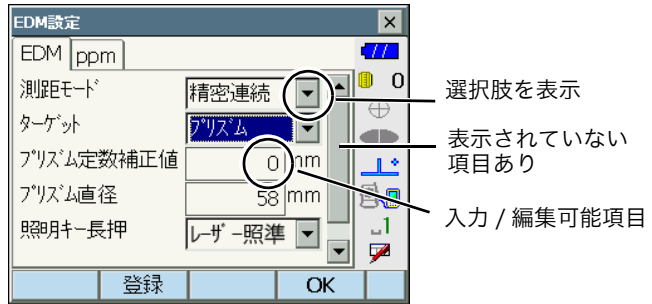 EDM設定
EDM ppm
測距モード 精密連続
ターゲット プリズム
プリズム定数補正値 0 mm
プリズム直径 58 mm
照明キー長押 レーザー照準
登録 OK
0
1
選択肢を表示
表示されていない
項目あり
入力 / 編集可能項目